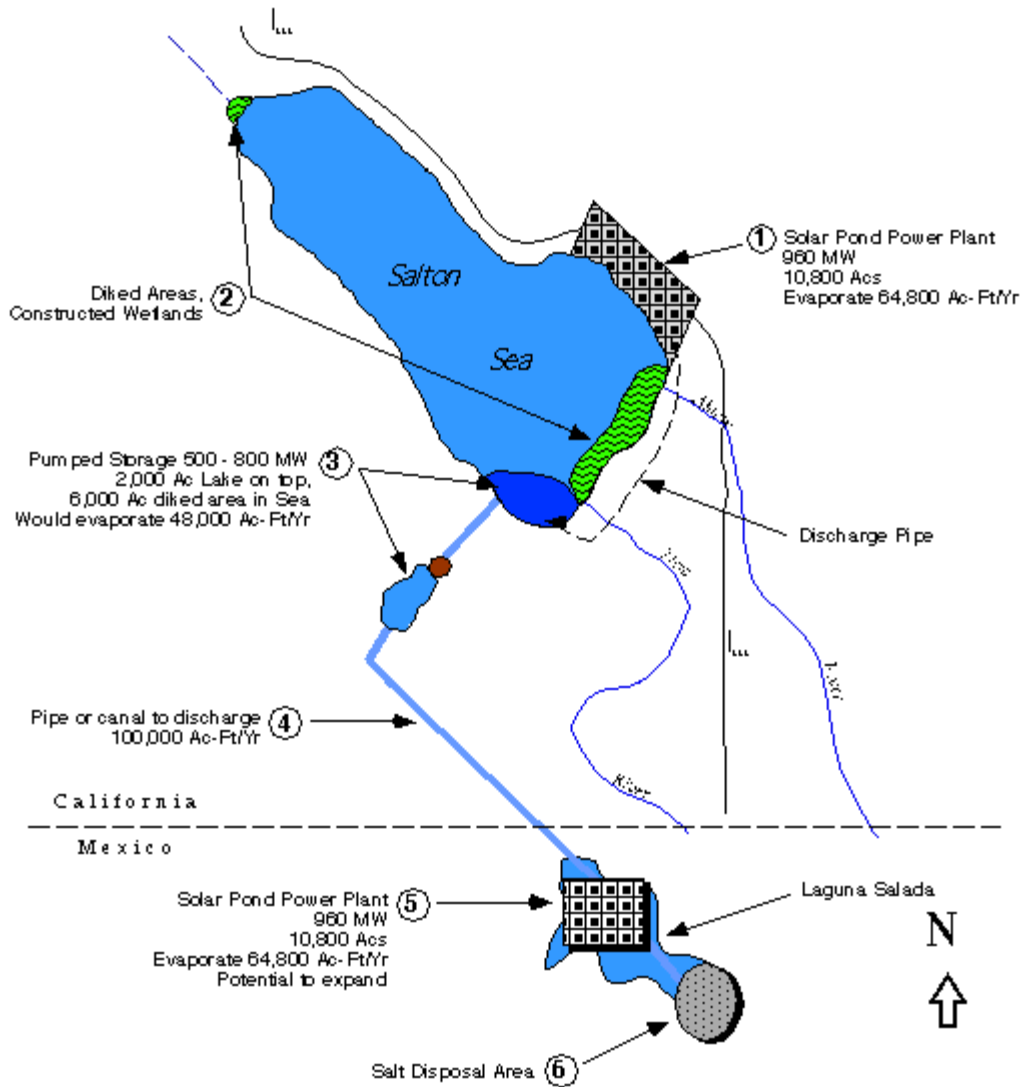 Salton
Sea
1 Solar Pond Power Plant
960 MW
10,800 Acs
Evaporate 64,800 Ac-Ft/Yr
Diked Areas,
Constructed Wetlands
2
Pumped Storage 500 - 800 MW
2,000 Ac Lake on top,
6,000 Ac diked area in Sea
Would evaporate 48,000 Ac-Ft/Yr
3
Discharge Pipe
Pipe or canal to discharge
100,000 Ac-Ft/Yr
4
River
California
Mexico
Solar Pond Power Plant
960 MW
10,800 Acs
Evaporate 64,800 Ac-Ft/Yr
Potential to expand
5
Laguna Salada
N
Salt Disposal Area 6